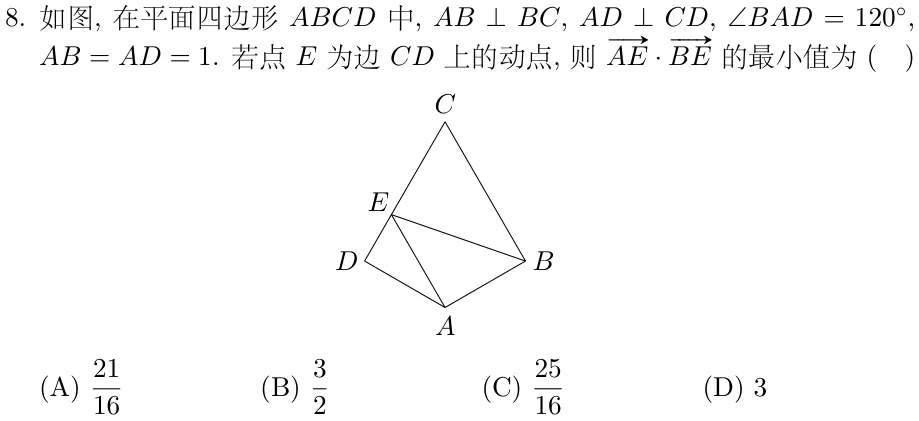 8. 如图, 在平面四边形 ABCD 中, AB ⊥ BC, AD ⊥ CD, ∠BAD = 120°,
AB = AD = 1. 若点 E 为边 CD 上的动点, 则 $\overrightarrow{AE} \cdot \overrightarrow{BE}$ 的最小值为 ( )
C
E
D
B
A
(A) $\frac{21}{16}$ (B) $\frac{3}{2}$ (C) $\frac{25}{16}$ (D) 3